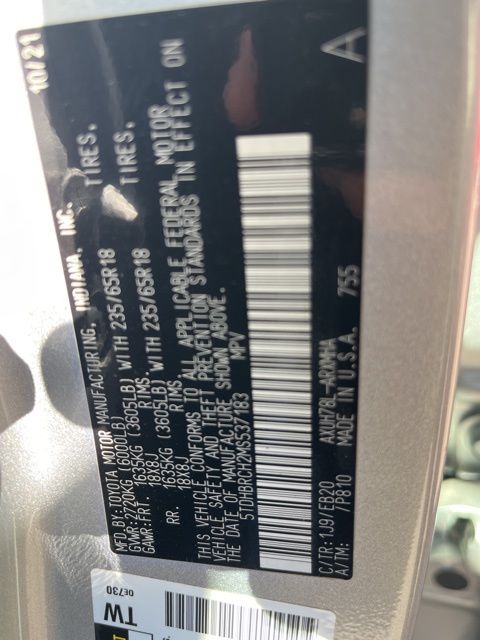 MFD.BY:TOYOTA MOTOR MANUFACTURING, INDIANA, INC. 10/21
GVWR:2720KG (6000LB)
GAWR:FRT. 1635KG (3605LB) WITH 235/65R18 TIRES.
18X8J RIMS.
RR. 1635KG (3605LB) WITH 235/65R18 TIRES.
18X8J RIMS.
THIS VEHICLE CONFORMS TO ALL APPLICABLE FEDERAL MOTOR
VEHICLE SAFETY AND THEFT PREVENTION STANDARDS IN EFFECT ON
THE DATE OF MANUFACTURE SHOWN ABOVE.
5TDHBRCH2MS537183 MPV
C/TR: 1J9/EB20 AXUH78L-ARXMHA A
A/TM: /P810 MADE IN U.S.A. 755
0E730
TW